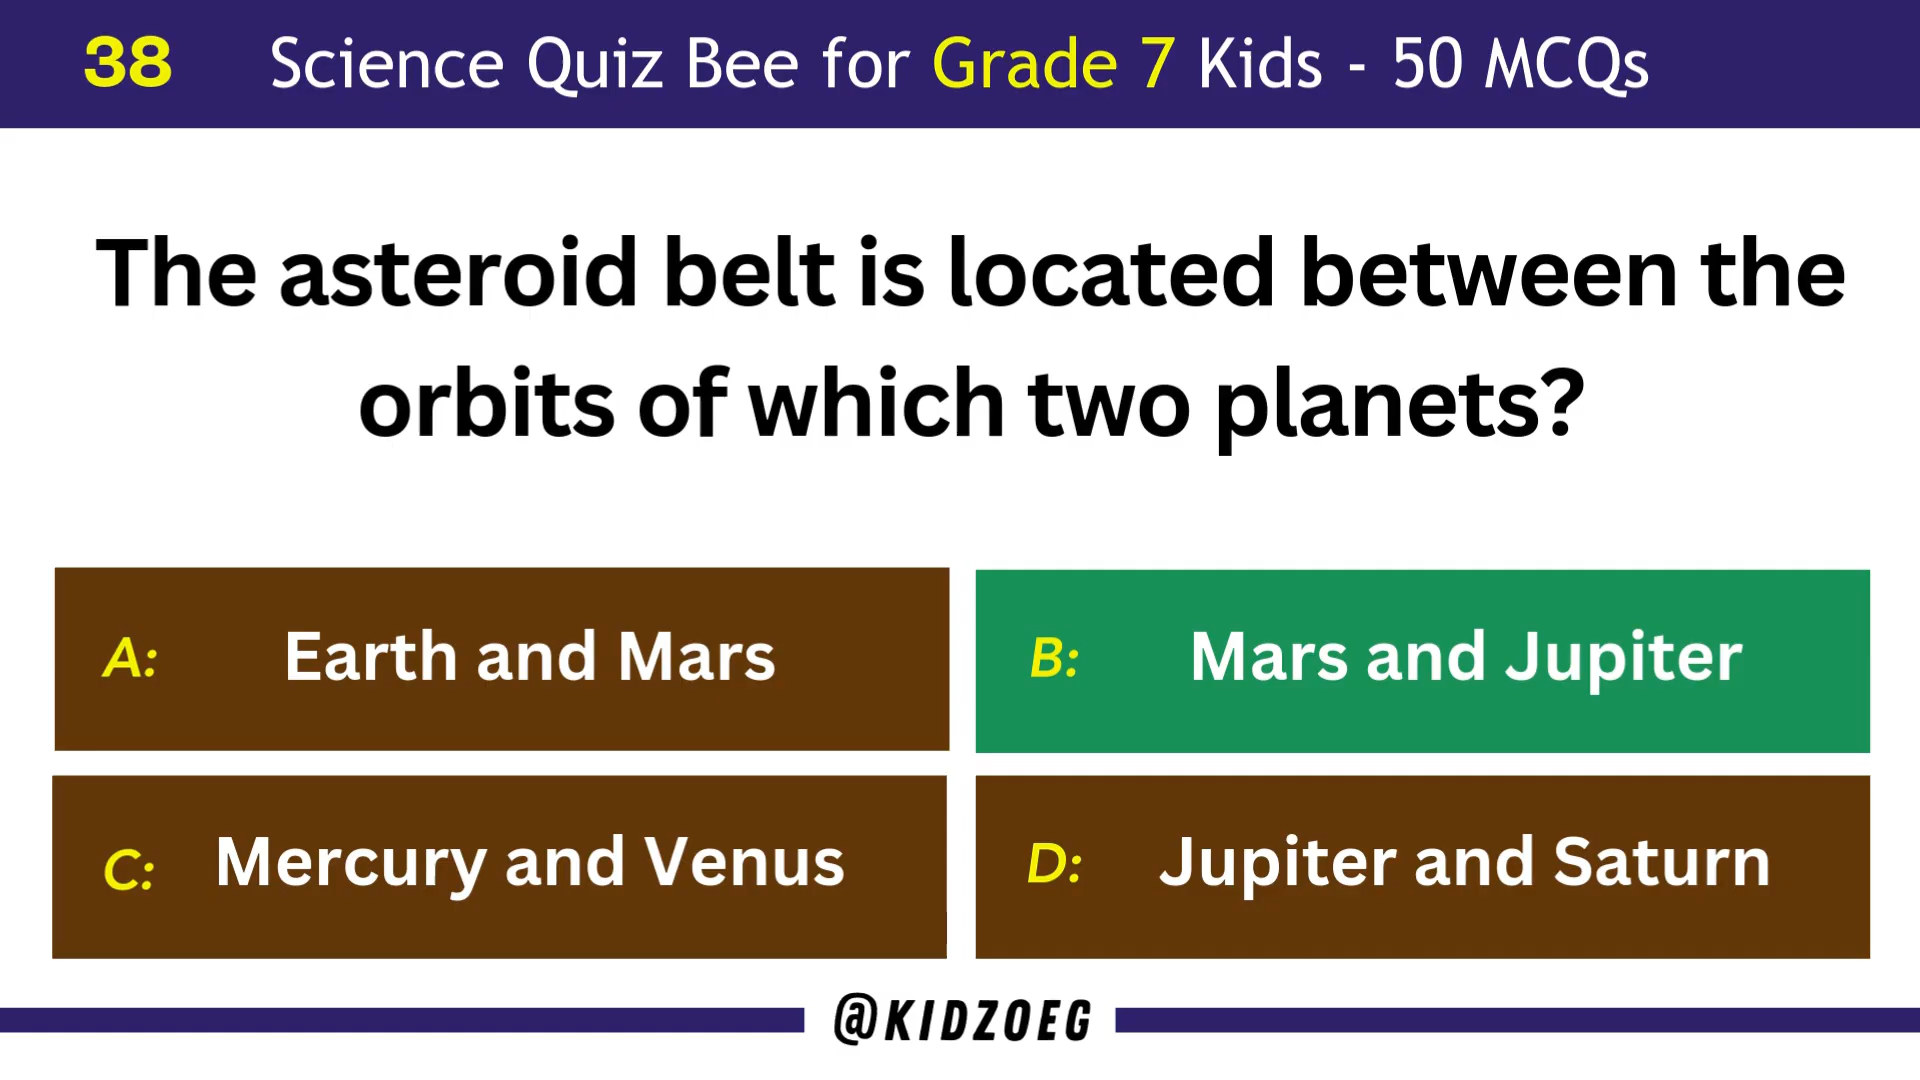 38 Science Quiz Bee for Grade 7 Kids - 50 MCQs
The asteroid belt is located between the
orbits of which two planets?
A: Earth and Mars
B: Mars and Jupiter
C: Mercury and Venus
D: Jupiter and Saturn
@KIDZOEG